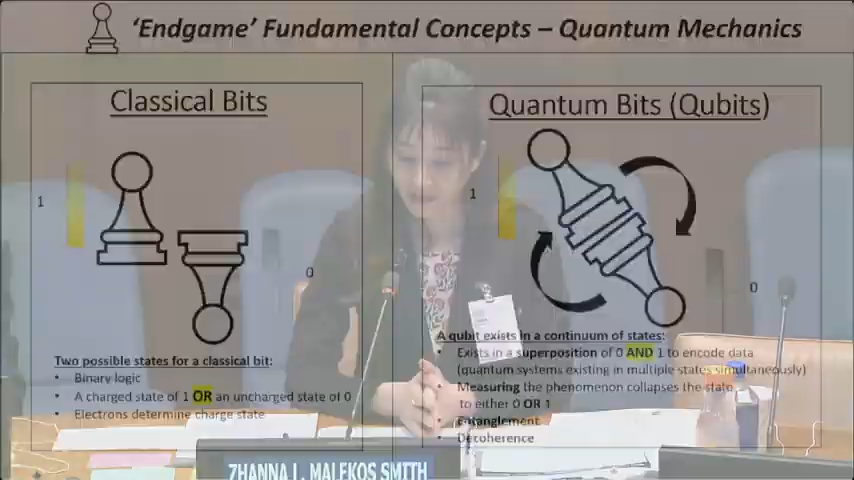 ‘Endgame’ Fundamental Concepts – Quantum Mechanics
Classical Bits
1
0
Two possible states for a classical bit:
• Binary logic
• A charged state of 1 OR an uncharged state of 0
• Electrons determine charge state
Quantum Bits (Qubits)
1
0
A qubit exists in a continuum of states:
• Exists in a superposition of 0 AND 1 to encode data
(quantum systems existing in multiple states simultaneously)
• Measuring the phenomenon collapses the state
to either 0 OR 1
• Entanglement
• Decoherence
ZHANNA L. MALEKOS SMITH